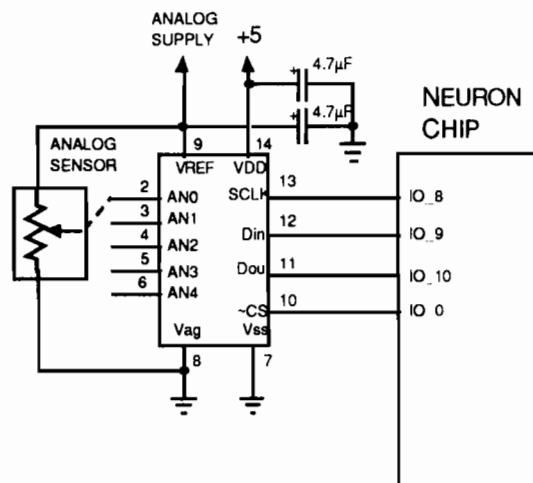 ANALOG
SUPPLY
+5
+
4.7µF
+
4.7µF
NEURON
CHIP
ANALOG
SENSOR
9
14
VREF
VDD
2
AN0
SCLK
13
IO_8
3
AN1
4
AN2
Din
12
IO_9
5
AN3
Dou
11
IO_10
6
AN4
~CS
10
IO_0
Vag
Vss
8
7